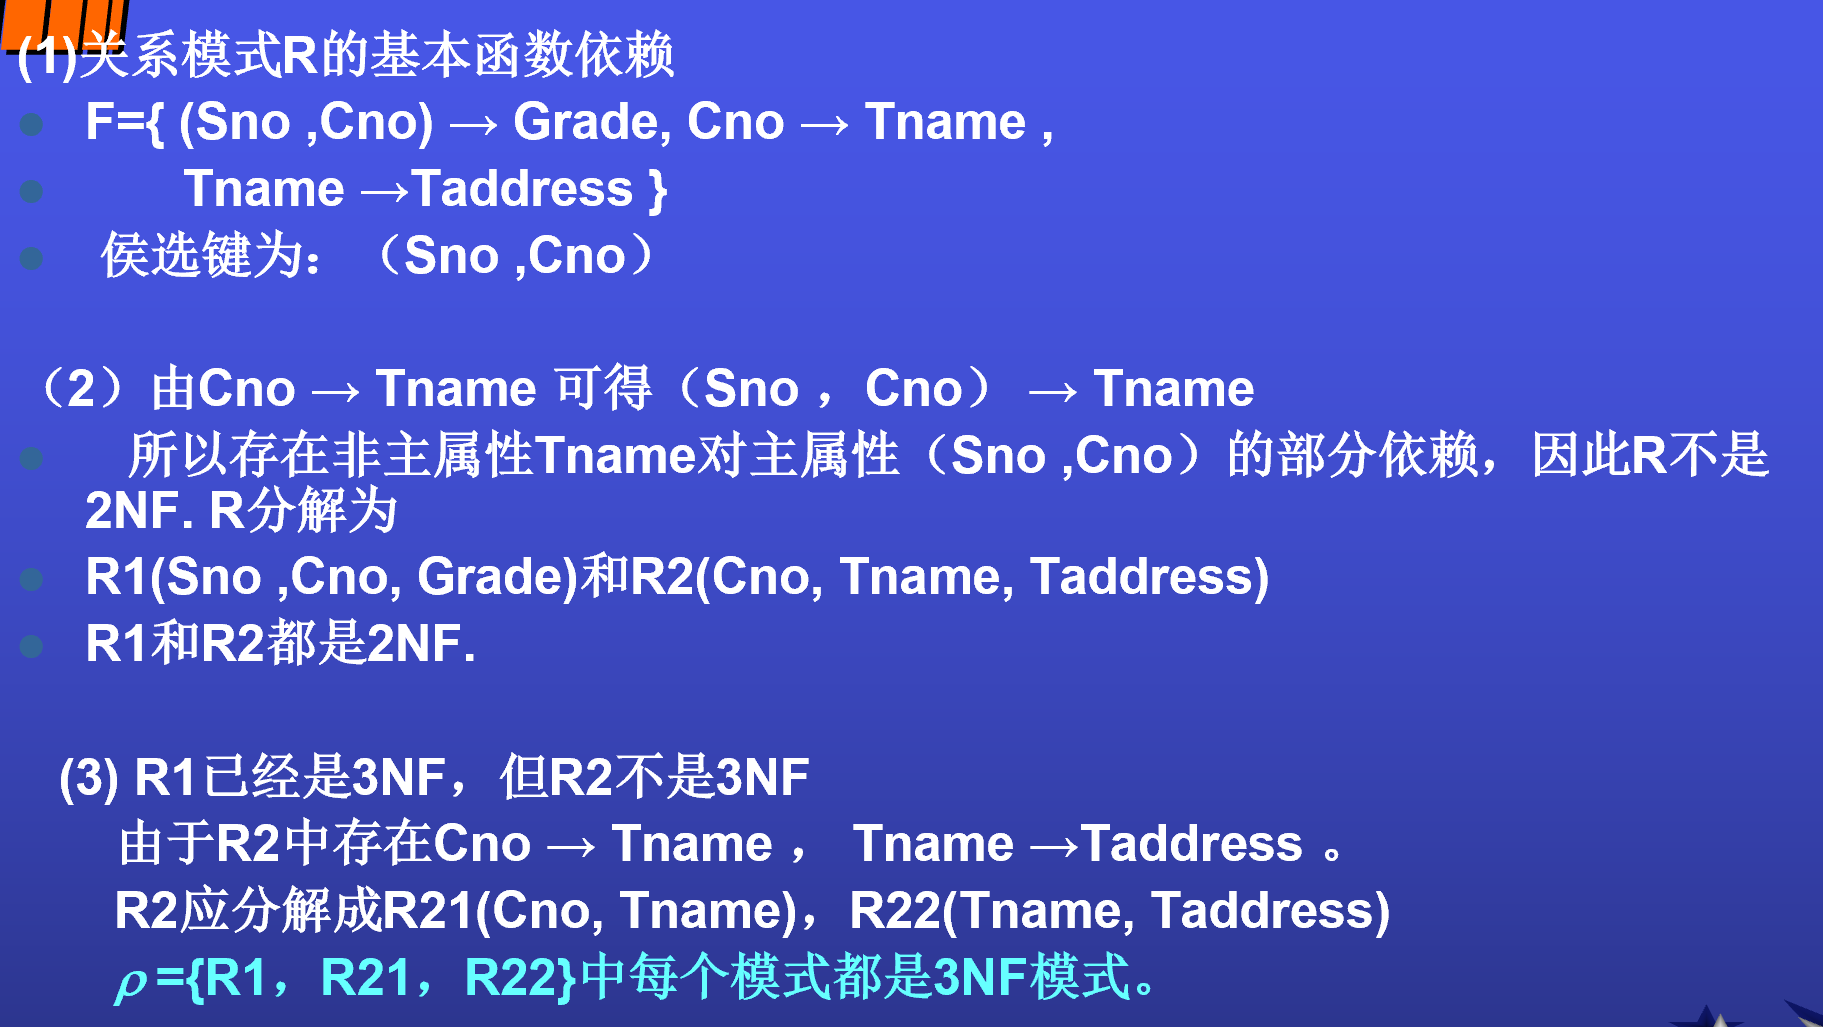 (1)关系模式R的基本函数依赖
F={ (Sno ,Cno) → Grade, Cno → Tname ,
Tname →Taddress }
侯选键为：（Sno ,Cno）
（2）由Cno → Tname 可得（Sno ，Cno） → Tname
所以存在非主属性Tname对主属性（Sno ,Cno）的部分依赖，因此R不是
2NF. R分解为
R1(Sno ,Cno, Grade)和R2(Cno, Tname, Taddress)
R1和R2都是2NF.
(3) R1已经是3NF，但R2不是3NF
由于R2中存在Cno → Tname ， Tname →Taddress 。
R2应分解成R21(Cno, Tname)，R22(Tname, Taddress)
ρ ={R1，R21，R22}中每个模式都是3NF模式。